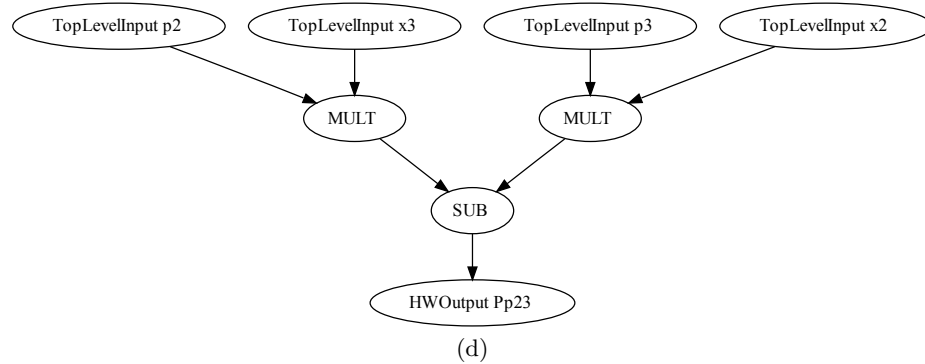 TopLevelInput p2
TopLevelInput x3
TopLevelInput p3
TopLevelInput x2
MULT
MULT
SUB
HWOutput Pp23
(d)